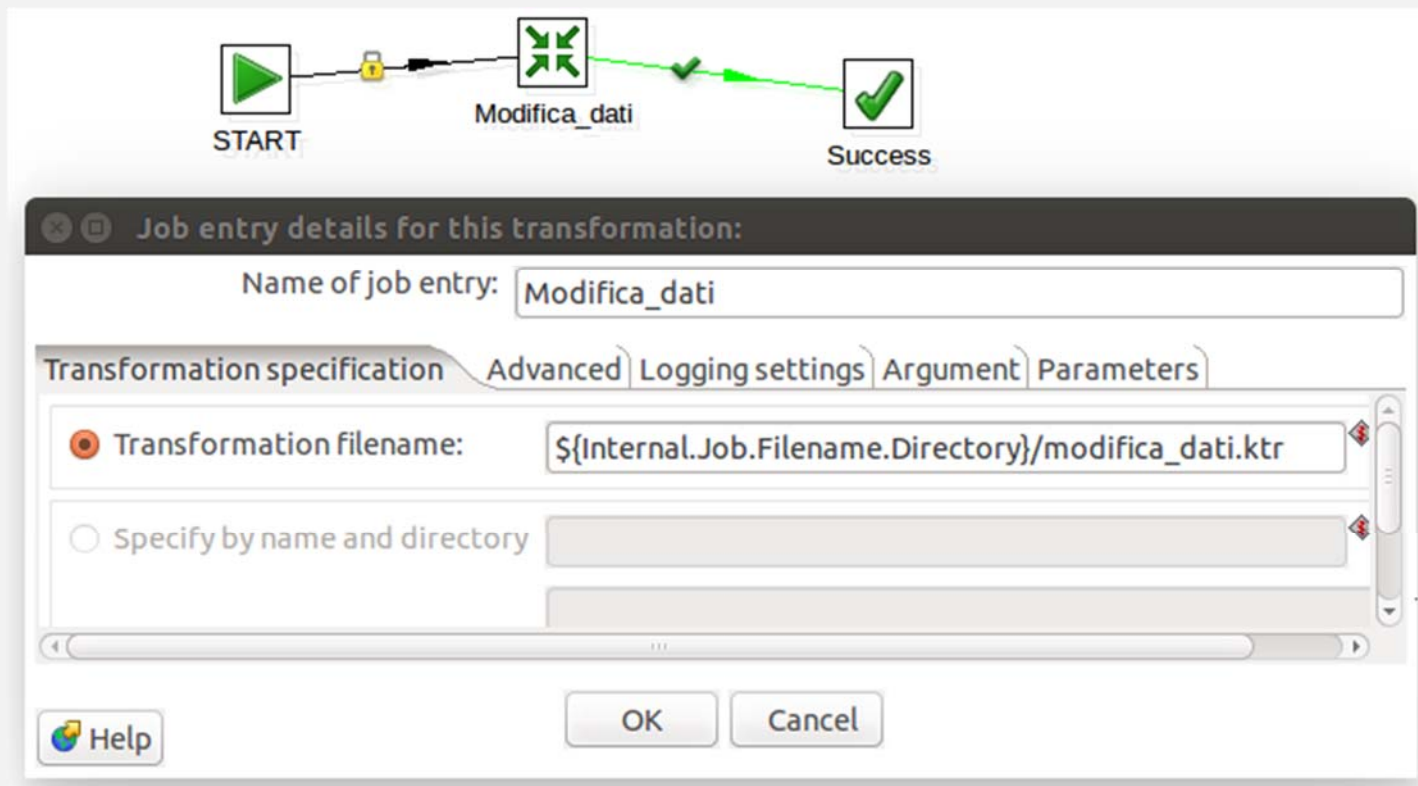 START
Modifica_dati
Success
Job entry details for this transformation:
Name of job entry: Modifica_dati
Transformation specification Advanced Logging settings Argument Parameters
Transformation filename: ${Internal.Job.Filename.Directory}/modifica_dati.ktr
Specify by name and directory
Help OK Cancel